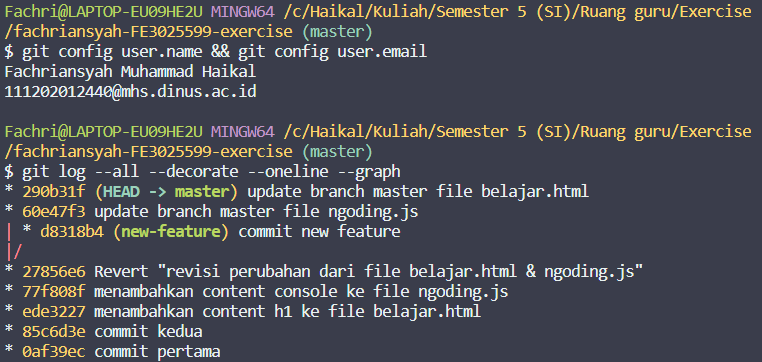 Fachri@LAPTOP-EU09HE2U MINGW64 /c/Haikal/Kuliah/Semester 5 (SI)/Ruang guru/Exercise
/fachriansyah-FE3025599-exercise (master)
$ git config user.name && git config user.email
Fachriansyah Muhammad Haikal
111202012440@mhs.dinus.ac.id
Fachri@LAPTOP-EU09HE2U MINGW64 /c/Haikal/Kuliah/Semester 5 (SI)/Ruang guru/Exercise
/fachriansyah-FE3025599-exercise (master)
$ git log --all --decorate --oneline --graph
* 290b31f (HEAD -> master) update branch master file belajar.html
* 60e47f3 update branch master file ngoding.js
| * d8318b4 (new-feature) commit new feature
|/
* 27856e6 Revert "revisi perubahan dari file belajar.html & ngoding.js"
* 77f808f menambahkan content console ke file ngoding.js
* ede3227 menambahkan content h1 ke file belajar.html
* 85c6d3e commit kedua
* 0af39ec commit pertama